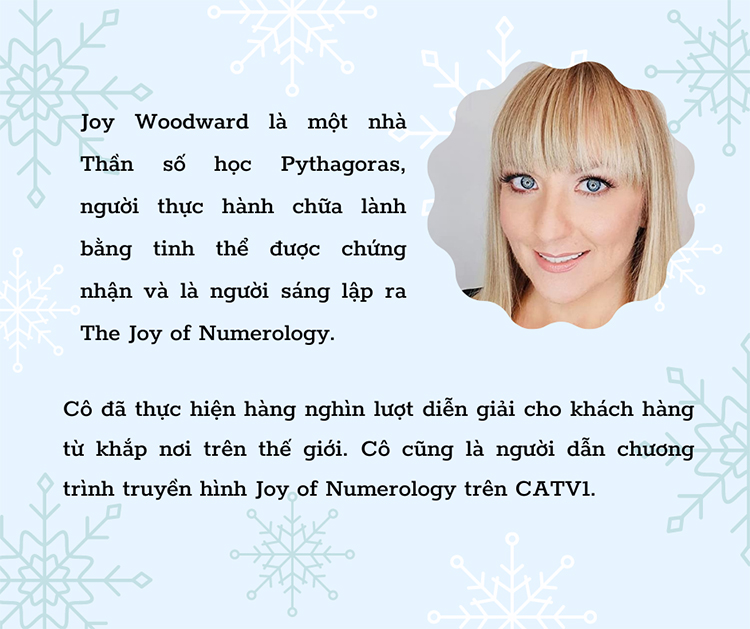 Joy Woodward là một nhà
Thần số học Pythagoras,
người thực hành chữa lành
bằng tinh thể được chứng
nhận và là người sáng lập ra
The Joy of Numerology.
Cô đã thực hiện hàng nghìn lượt diễn giải cho khách hàng
từ khắp nơi trên thế giới. Cô cũng là người dẫn chương
trình truyền hình Joy of Numerology trên CATV1.